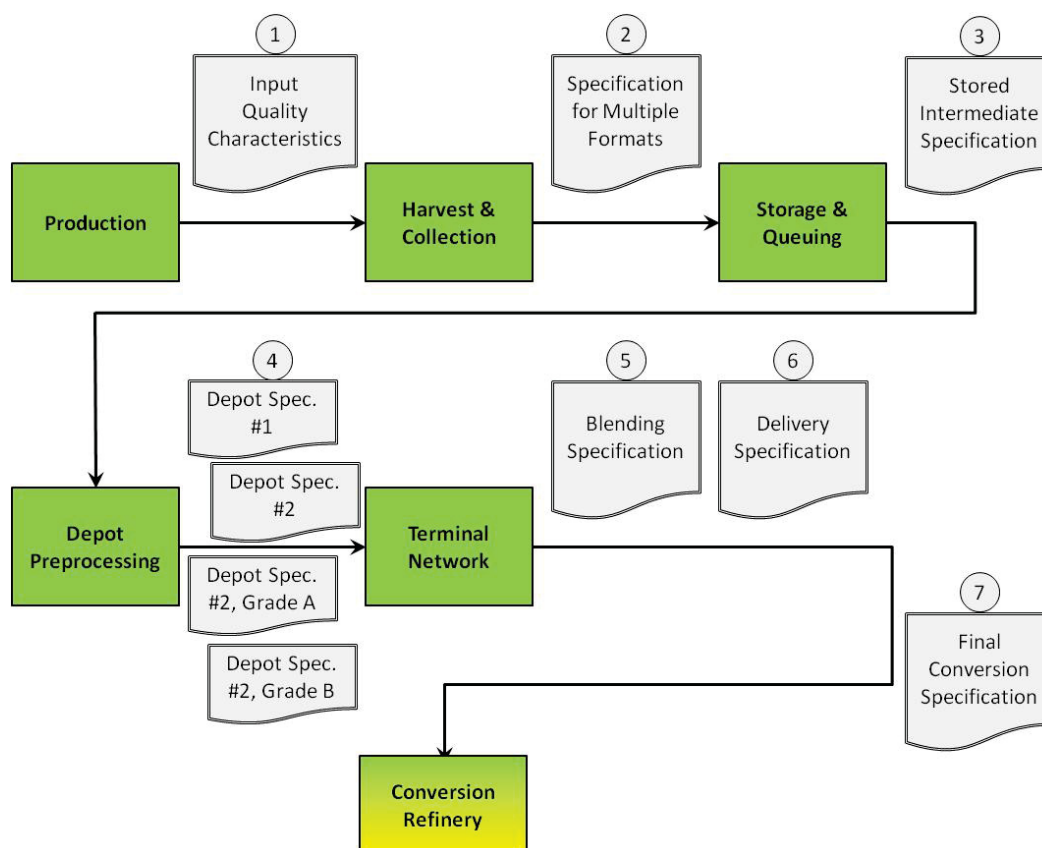 1
Input
Quality
Characteristics
2
Specification
for Multiple
Formats
3
Stored
Intermediate
Specification
Production
Harvest &
Collection
Storage &
Queuing
4
Depot Spec.
#1
Depot Spec.
#2
5
Blending
Specification
6
Delivery
Specification
Depot
Preprocessing
Terminal
Network
Depot Spec.
#2, Grade A
Depot Spec.
#2, Grade B
7
Final
Conversion
Specification
Conversion
Refinery